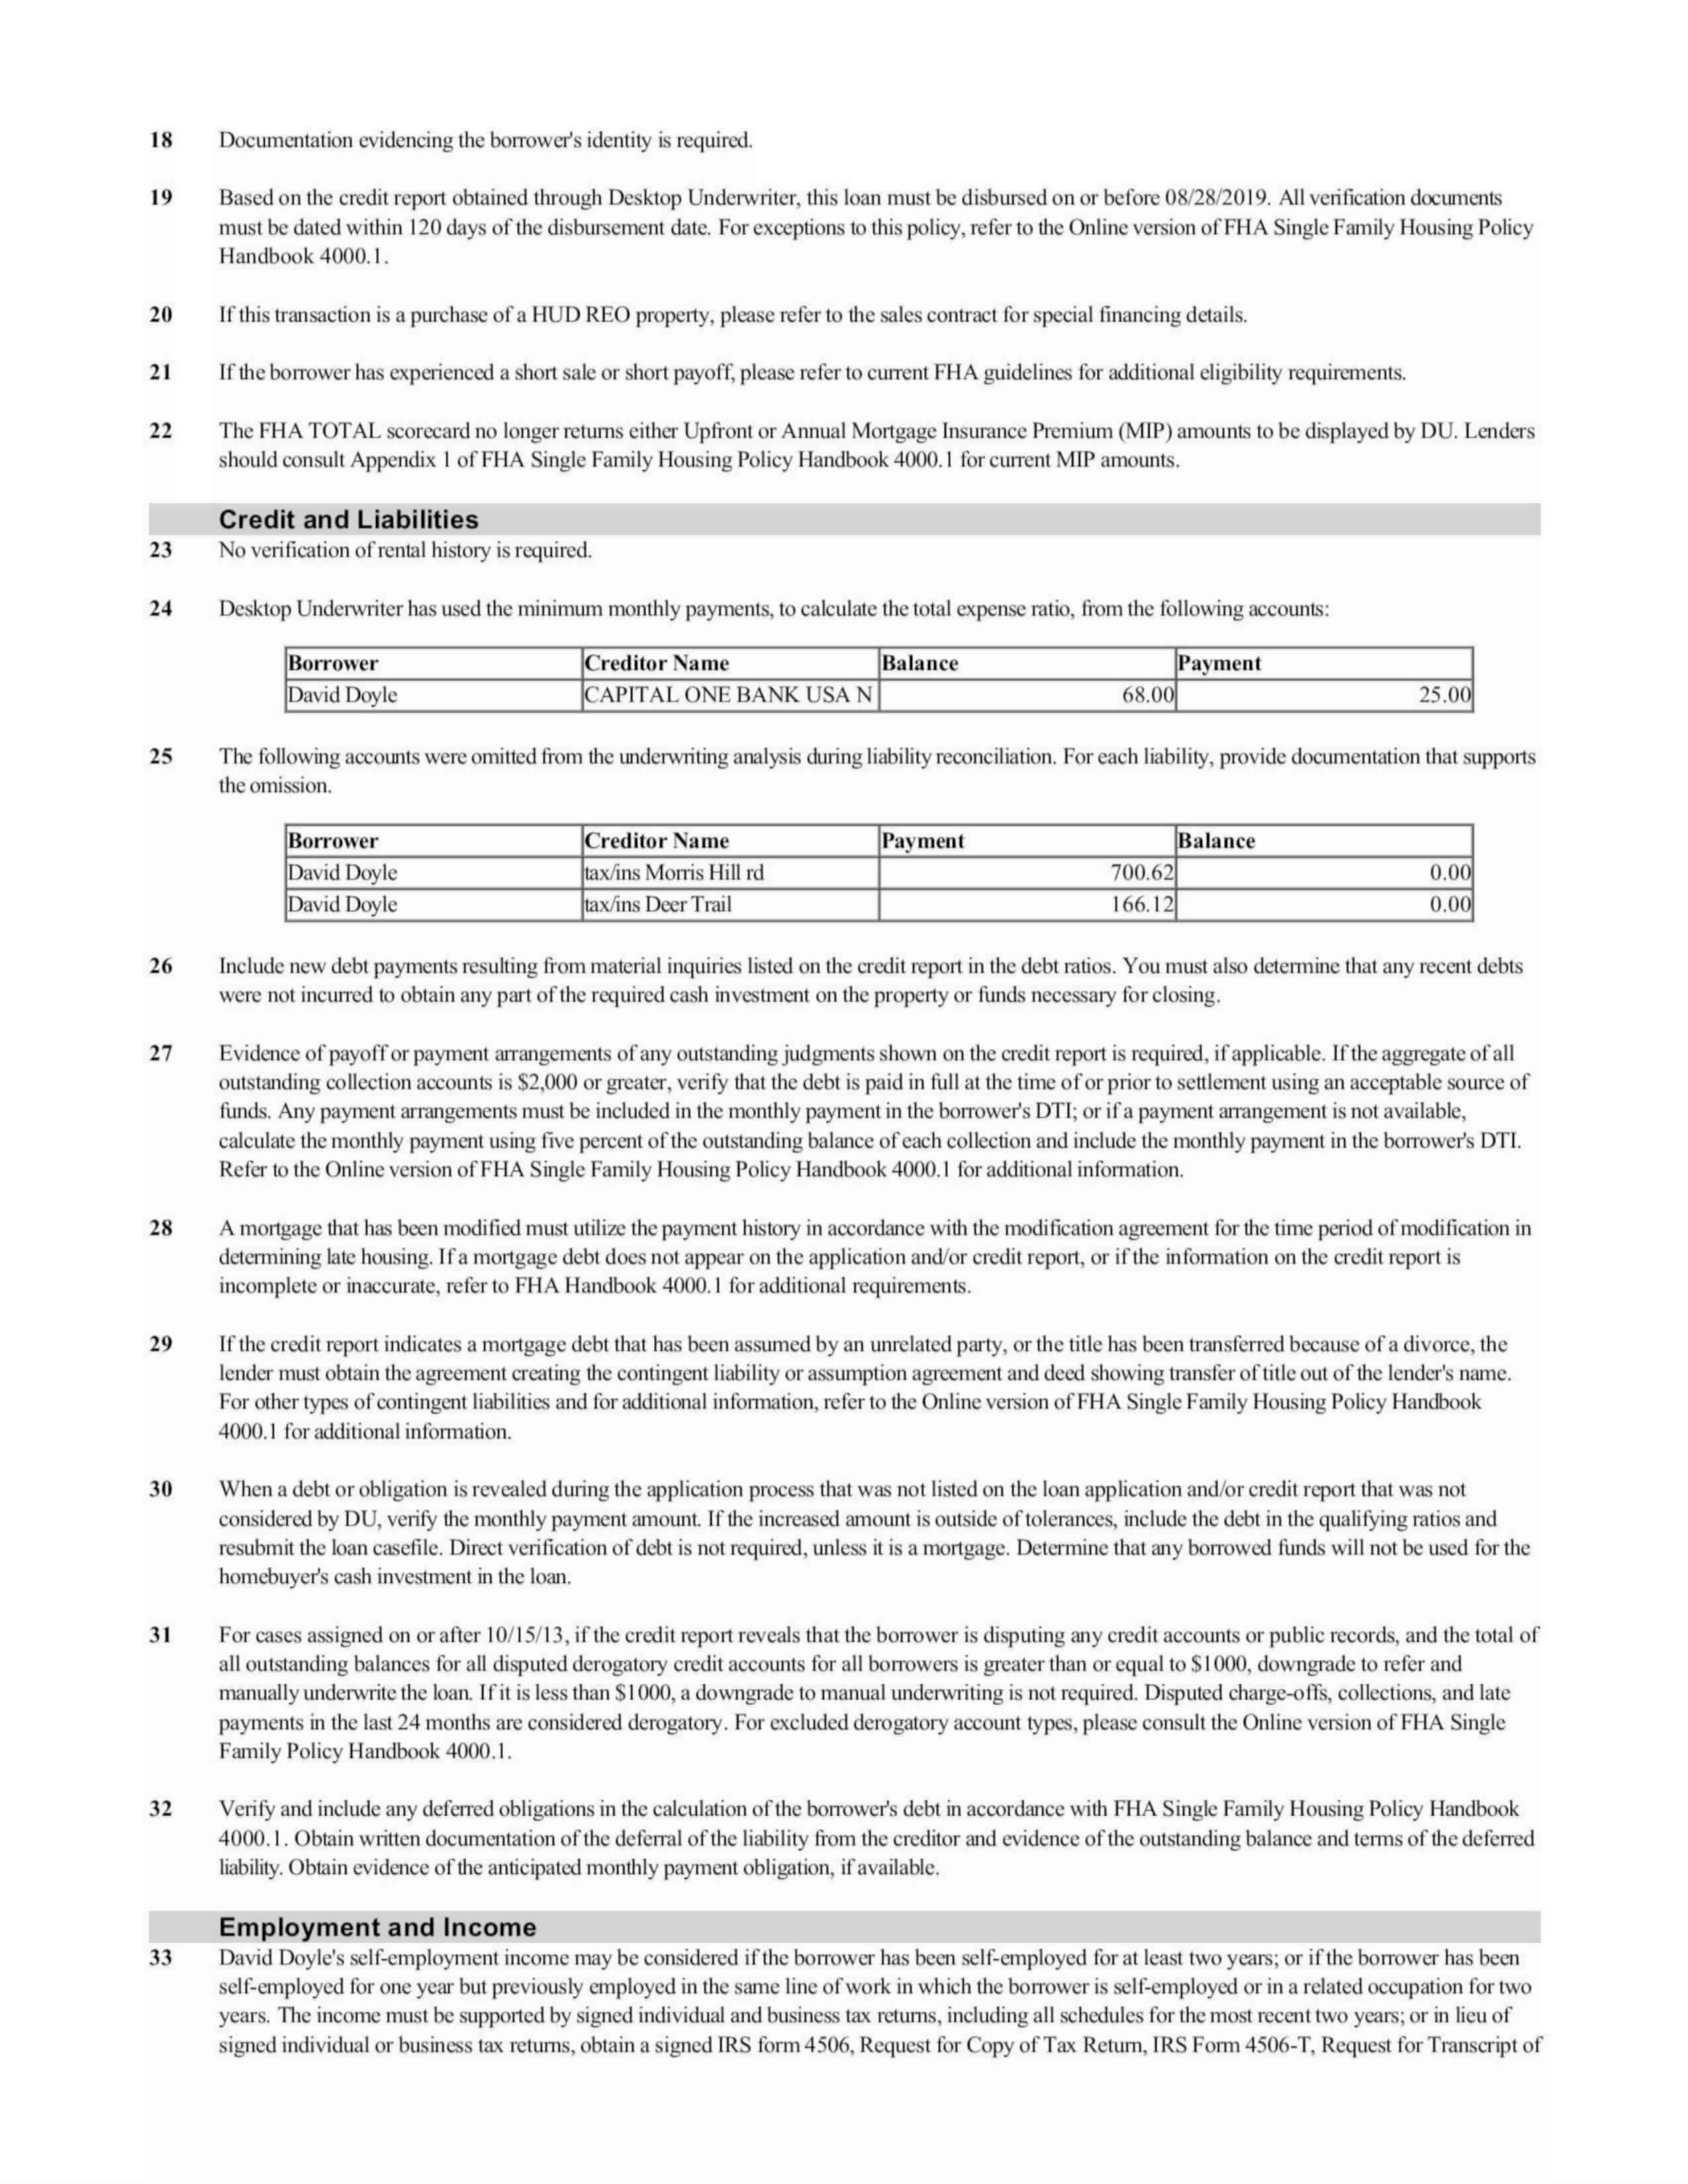 18 Documentation evidencing the borrower's identity is required.
19 Based on the credit report obtained through Desktop Underwriter, this loan must be disbursed on or before 08/28/2019. All verification documents
must be dated within 120 days of the disbursement date. For exceptions to this policy, refer to the Online version of FHA Single Family Housing Policy
Handbook 4000.1.
20 If this transaction is a purchase of a HUD REO property, please refer to the sales contract for special financing details.
21 If the borrower has experienced a short sale or short payoff, please refer to current FHA guidelines for additional eligibility requirements.
22 The FHA TOTAL scorecard no longer returns either Upfront or Annual Mortgage Insurance Premium (MIP) amounts to be displayed by DU. Lenders
should consult Appendix 1 of FHA Single Family Housing Policy Handbook 4000.1 for current MIP amounts.
Credit and Liabilities
23 No verification of rental history is required.
24 Desktop Underwriter has used the minimum monthly payments, to calculate the total expense ratio, from the following accounts:
Borrower Creditor Name Balance Payment
David Doyle CAPITAL ONE BANK USA N 68.00 25.00
25 The following accounts were omitted from the underwriting analysis during liability reconciliation. For each liability, provide documentation that supports
the omission.
Borrower Creditor Name Payment Balance
David Doyle tax/ins Morris Hill rd 700.62 0.00
David Doyle tax/ins Deer Trail 166.12 0.00
26 Include new debt payments resulting from material inquiries listed on the credit report in the debt ratios. You must also determine that any recent debts
were not incurred to obtain any part of the required cash investment on the property or funds necessary for closing.
27 Evidence of payoff or payment arrangements of any outstanding judgments shown on the credit report is required, if applicable. If the aggregate of all
outstanding collection accounts is $2,000 or greater, verify that the debt is paid in full at the time of or prior to settlement using an acceptable source of
funds. Any payment arrangements must be included in the monthly payment in the borrower's DTI; or if a payment arrangement is not available,
calculate the monthly payment using five percent of the outstanding balance of each collection and include the monthly payment in the borrower's DTI.
Refer to the Online version of FHA Single Family Housing Policy Handbook 4000.1 for additional information.
28 A mortgage that has been modified must utilize the payment history in accordance with the modification agreement for the time period of modification in
determining late housing. If a mortgage debt does not appear on the application and/or credit report, or if the information on the credit report is
incomplete or inaccurate, refer to FHA Handbook 4000.1 for additional requirements.
29 If the credit report indicates a mortgage debt that has been assumed by an unrelated party, or the title has been transferred because of a divorce, the
lender must obtain the agreement creating the contingent liability or assumption agreement and deed showing transfer of title out of the lender's name.
For other types of contingent liabilities and for additional information, refer to the Online version of FHA Single Family Housing Policy Handbook
4000.1 for additional information.
30 When a debt or obligation is revealed during the application process that was not listed on the loan application and/or credit report that was not
considered by DU, verify the monthly payment amount. If the increased amount is outside of tolerances, include the debt in the qualifying ratios and
resubmit the loan casefile. Direct verification of debt is not required, unless it is a mortgage. Determine that any borrowed funds will not be used for the
homebuyer's cash investment in the loan.
31 For cases assigned on or after 10/15/13, if the credit report reveals that the borrower is disputing any credit accounts or public records, and the total of
all outstanding balances for all disputed derogatory credit accounts for all borrowers is greater than or equal to $1000, downgrade to refer and
manually underwrite the loan. If it is less than $1000, a downgrade to manual underwriting is not required. Disputed charge-offs, collections, and late
payments in the last 24 months are considered derogatory. For excluded derogatory account types, please consult the Online version of FHA Single
Family Policy Handbook 4000.1.
32 Verify and include any deferred obligations in the calculation of the borrower's debt in accordance with FHA Single Family Housing Policy Handbook
4000.1. Obtain written documentation of the deferral of the liability from the creditor and evidence of the outstanding balance and terms of the deferred
liability. Obtain evidence of the anticipated monthly payment obligation, if available.
Employment and Income
33 David Doyle's self-employment income may be considered if the borrower has been self-employed for at least two years; or if the borrower has been
self-employed for one year but previously employed in the same line of work in which the borrower is self-employed or in a related occupation for two
years. The income must be supported by signed individual and business tax returns, including all schedules for the most recent two years; or in lieu of
signed individual or business tax returns, obtain a signed IRS form 4506, Request for Copy of Tax Return, IRS Form 4506-T, Request for Transcript of